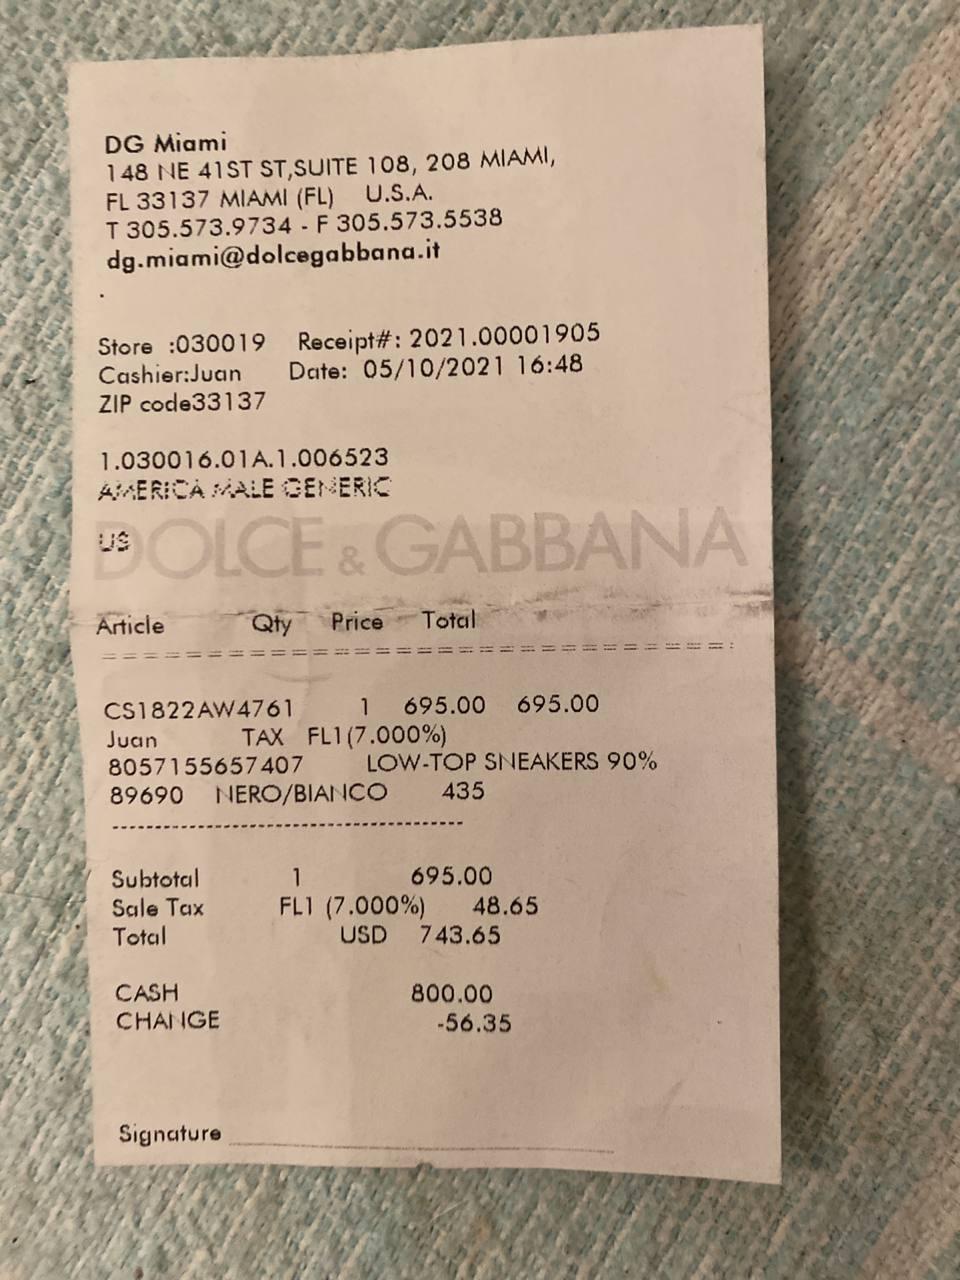 DG Miami
148 NE 41ST ST,SUITE 108, 208 MIAMI,
FL 33137 MIAMI (FL) U.S.A.
T 305.573.9734 - F 305.573.5538
dg.miami@dolcegabbana.it
.
Store :030019 Receipt#: 2021.00001905
Cashier:Juan Date: 05/10/2021 16:48
ZIP code33137
1.030016.01A.1.006523
AMERICA MALE GENERIC
US
DOLCE & GABBANA
Article Qty Price Total
CS1822AW4761 1 695.00 695.00
Juan TAX FL1(7.000%)
8057155657407 LOW-TOP SNEAKERS 90%
89690 NERO/BIANCO 435
Subtotal 1 695.00
Sale Tax FL1 (7.000%) 48.65
Total USD 743.65
CASH 800.00
CHANGE -56.35
Signature